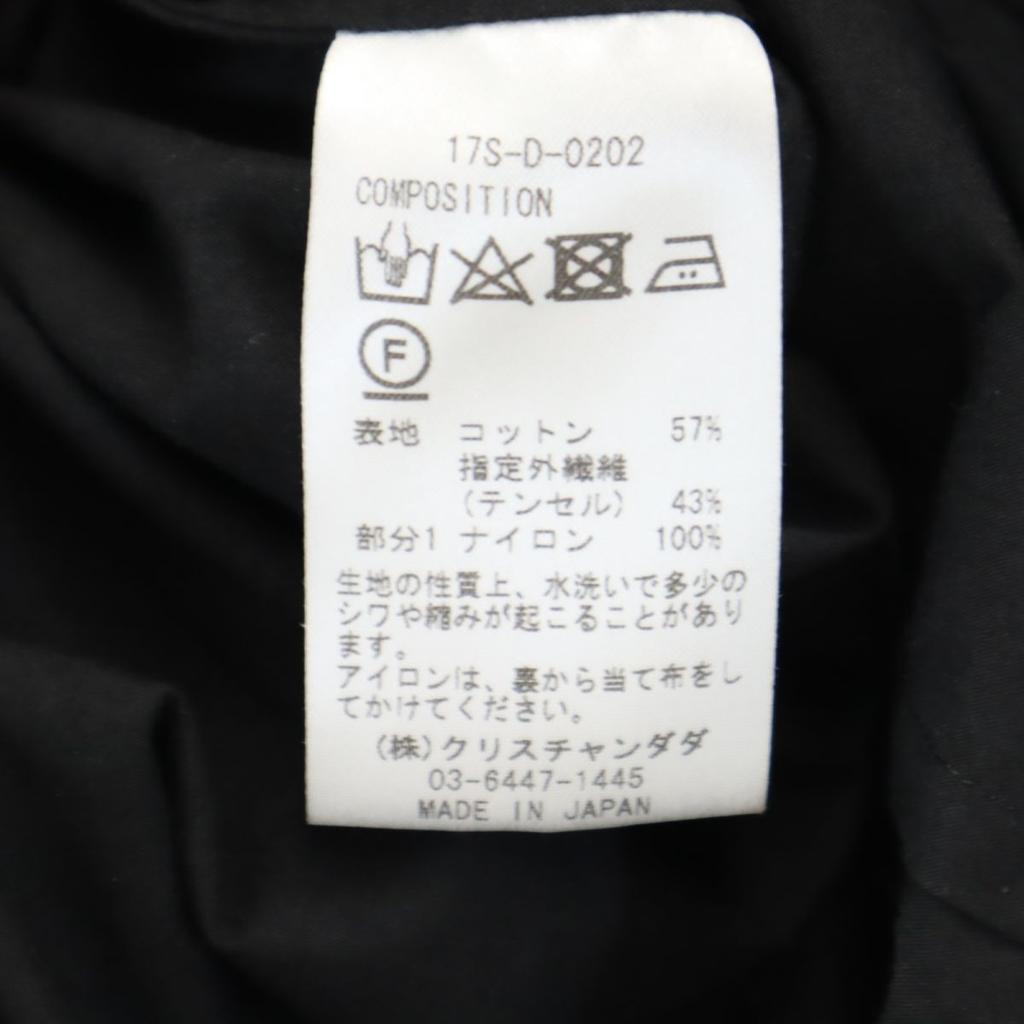 17S-D-0202
COMPOSITION
F
表地 コットン 57%
指定外繊維
(テンセル) 43%
部分1 ナイロン 100%
生地の性質上、水洗いで多少の
シワや縮みが起こることがあり
ます。
アイロンは、裏から当て布をし
てかけてください。
(株)クリスチャンダダ
03-6447-1445
MADE IN JAPAN